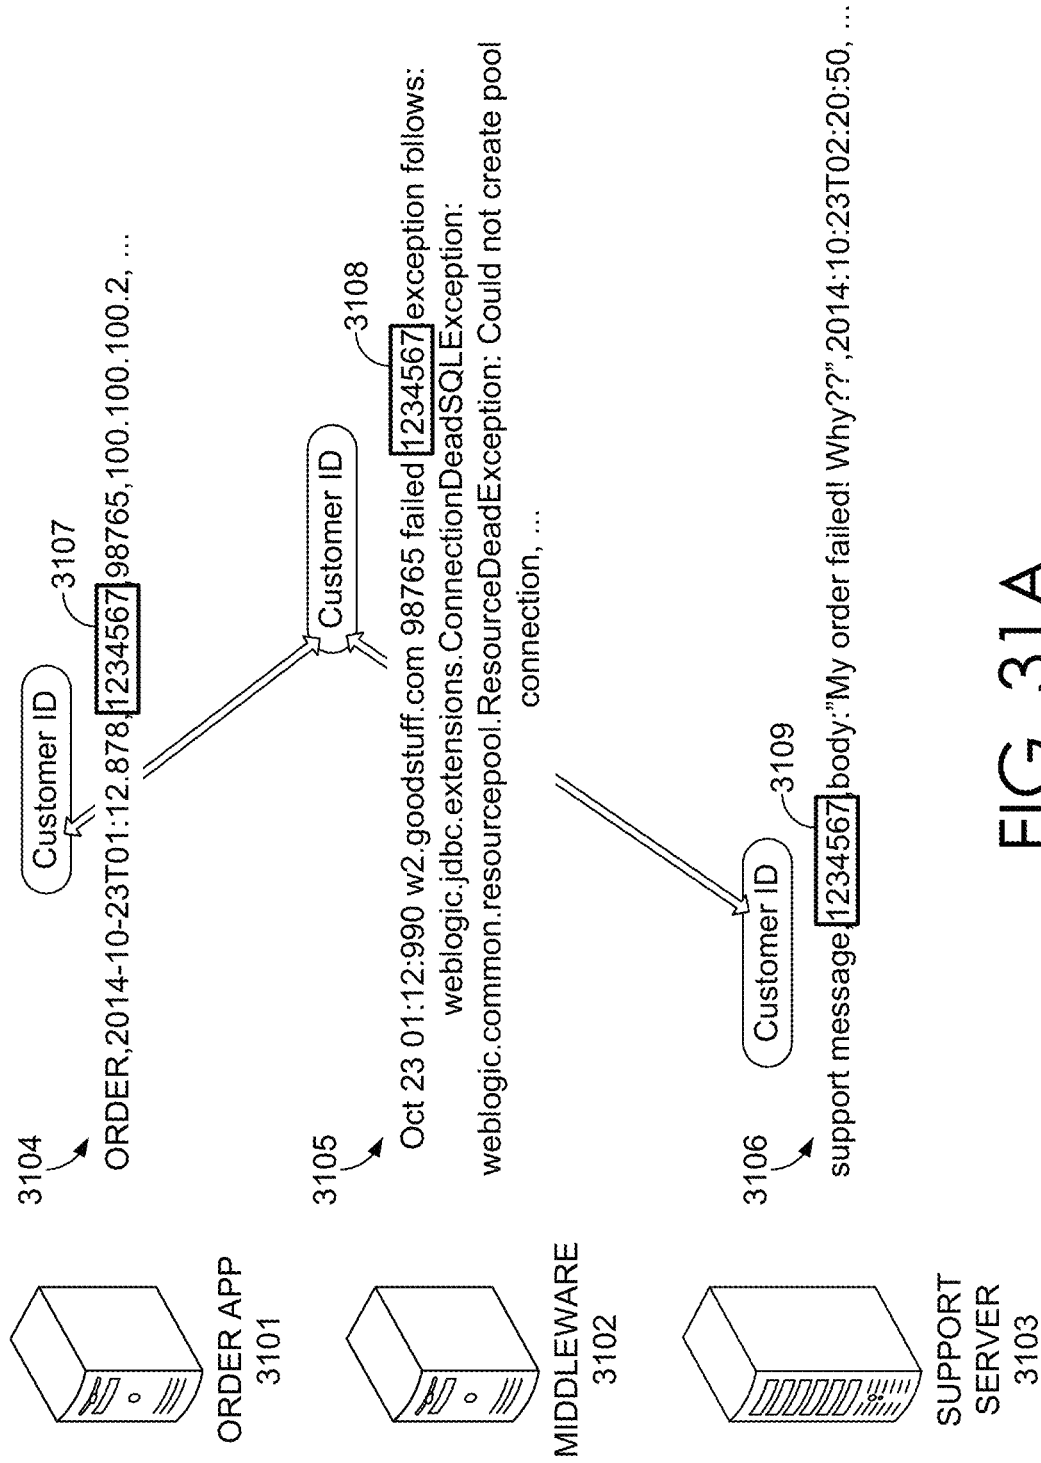 3104
Customer ID
3107
ORDER,2014-10-23T01:12.878,1234567,98765,100.100.100.2, ...
ORDER APP
3101
3105
Customer ID
3108
Oct 23 01:12:990 w2.goodstuff.com 98765 failed 1234567 exception follows:
weblogic.jdbc.extensions.ConnectionDeadSQLException:
weblogic.common.resourcepool.ResourceDeadException: Could not create pool
connection, ...
MIDDLEWARE
3102
3106
Customer ID
3109
support message,1234567,body:"My order failed! Why??",2014:10:23T02:20:50, ...
SUPPORT
SERVER
3103
FIG. 31A